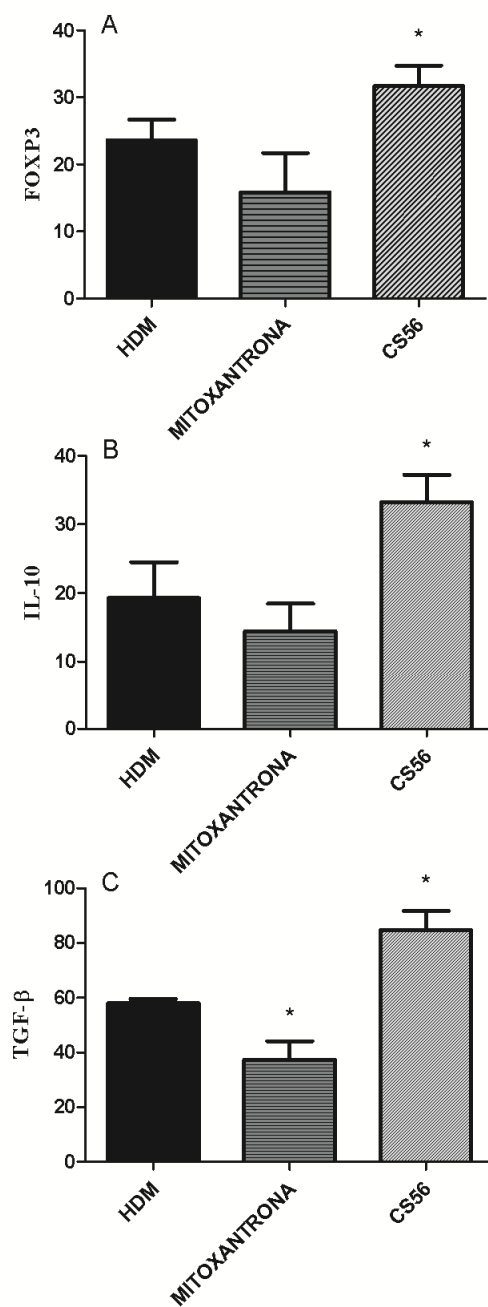 A
*
40
30
20
10
0
FOXP3
HDM
MITOXANTRONA
CS56
B
*
40
30
20
10
0
IL-10
HDM
MITOXANTRONA
CS56
C
*
*
100
80
60
40
20
0
TGF-β
HDM
MITOXANTRONA
CS56